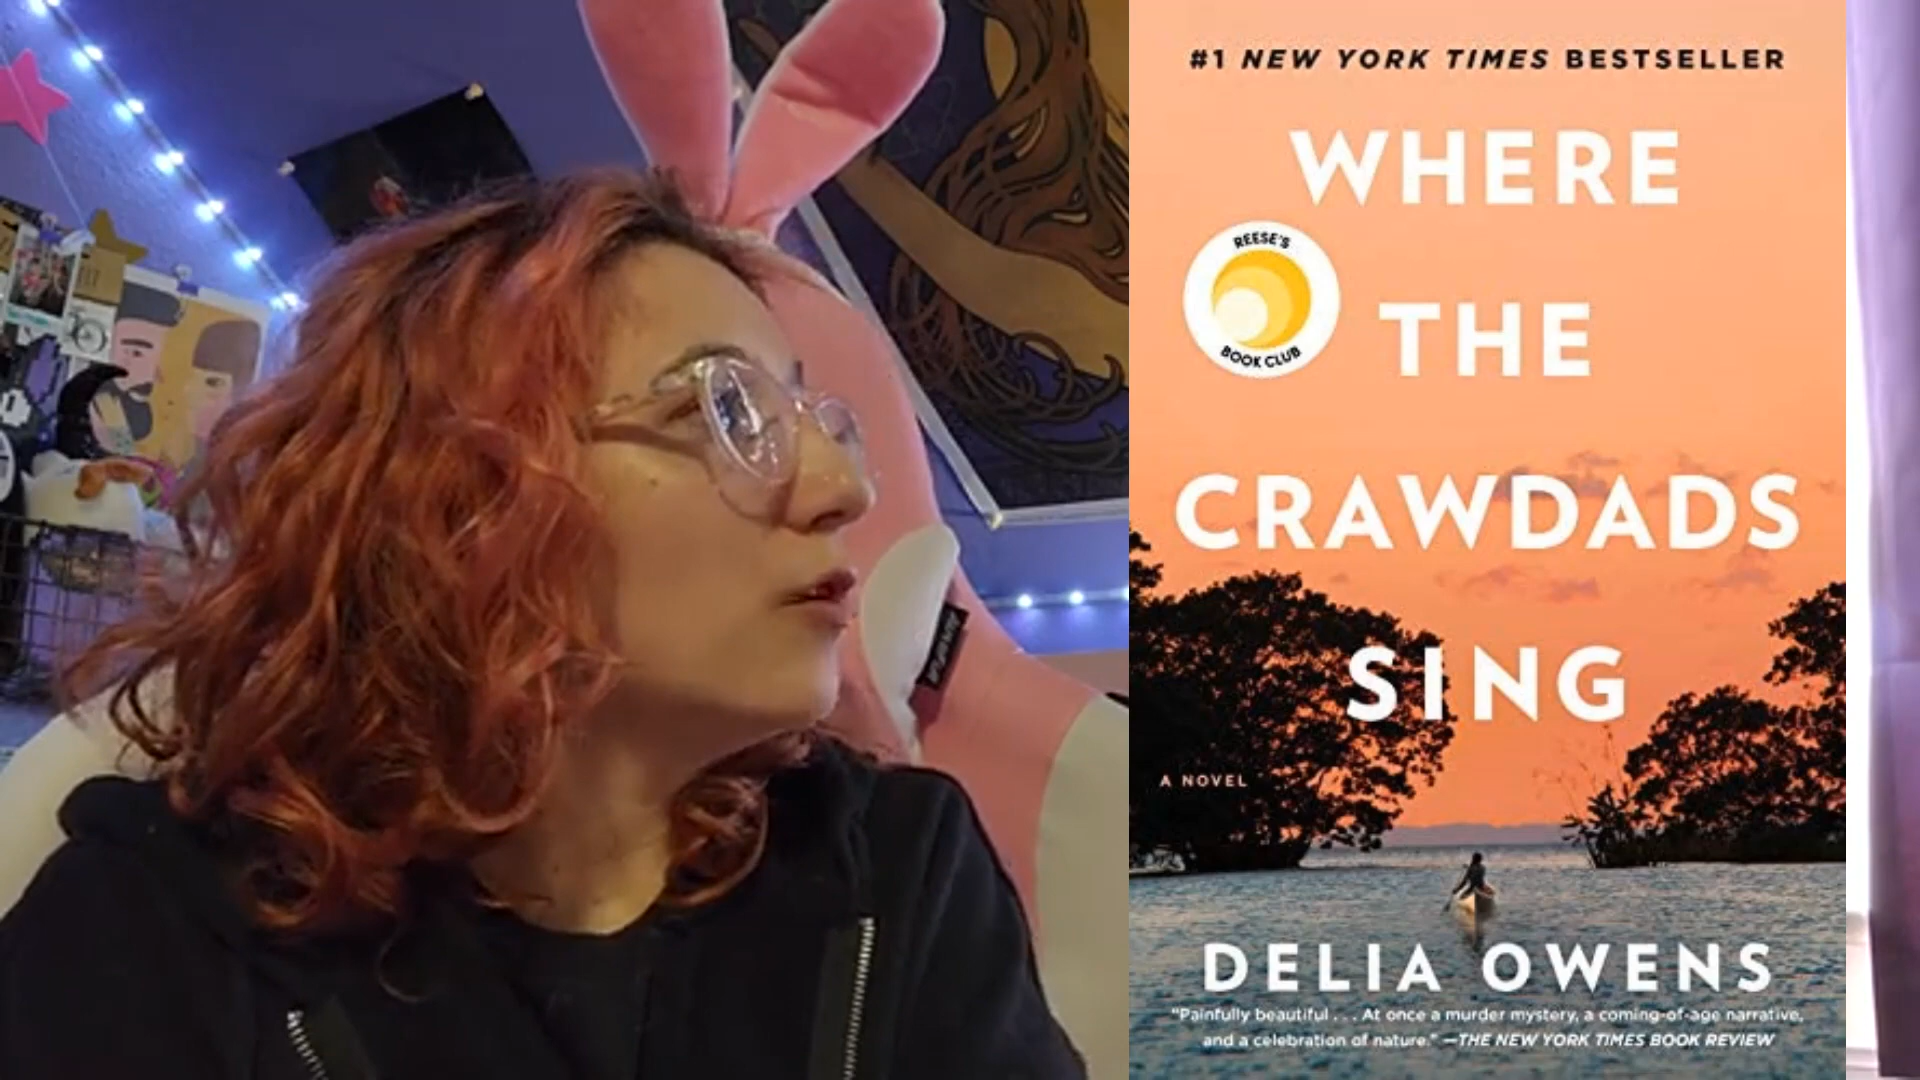 #1 NEW YORK TIMES BESTSELLER
WHERE
REESE'S
BOOK CLUB
THE
CRAWDADS
SING
A NOVEL
DELIA OWENS
"Painfully beautiful . . . At once a murder mystery, a coming-of-age narrative,
and a celebration of nature." —THE NEW YORK TIMES BOOK REVIEW